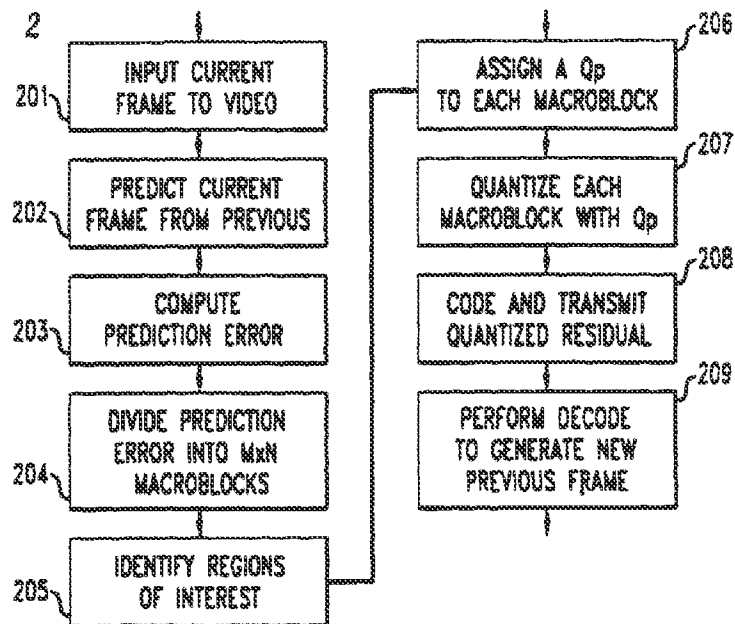 2
201
INPUT CURRENT
FRAME TO VIDEO
202
PREDICT CURRENT
FRAME FROM PREVIOUS
203
COMPUTE
PREDICTION ERROR
204
DIVIDE PREDICTION
ERROR INTO MxN
MACROBLOCKS
205
IDENTIFY REGIONS
OF INTEREST
206
ASSIGN A Qp
TO EACH MACROBLOCK
207
QUANTIZE EACH
MACROBLOCK WITH Qp
208
CODE AND TRANSMIT
QUANTIZED RESIDUAL
209
PERFORM DECODE
TO GENERATE NEW
PREVIOUS FRAME